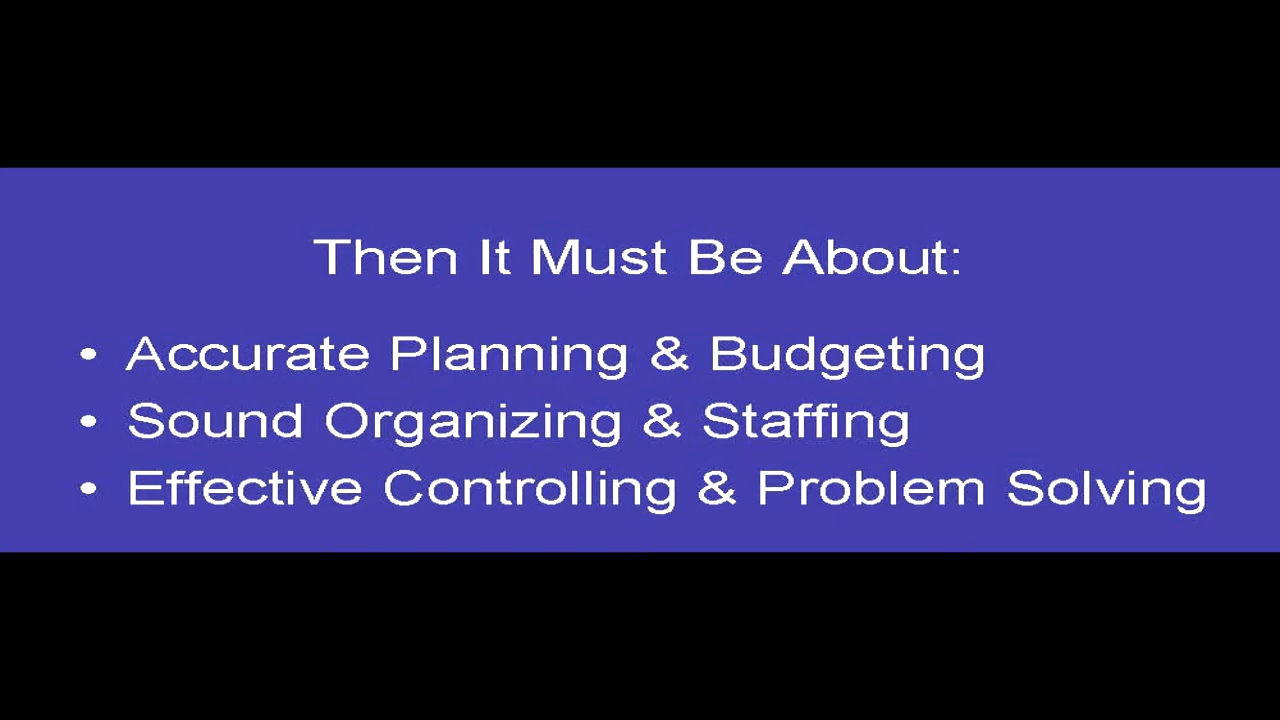 Then It Must Be About:
• Accurate Planning & Budgeting
• Sound Organizing & Staffing
• Effective Controlling & Problem Solving